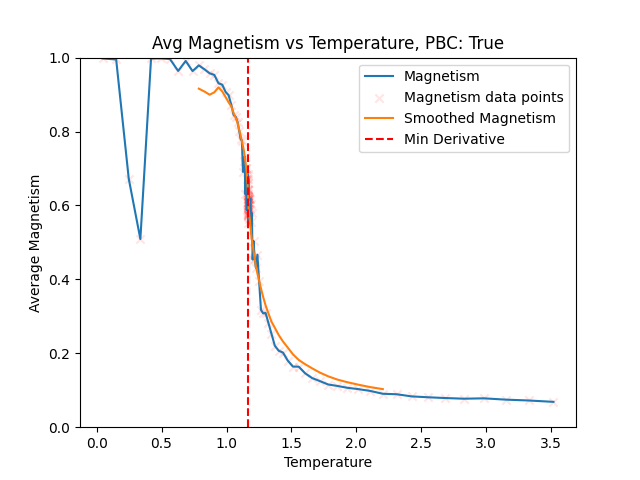 Avg Magnetism vs Temperature, PBC: True
Magnetism
Magnetism data points
Smoothed Magnetism
Min Derivative
Average Magnetism
1.0
0.8
0.6
0.4
0.2
0.0
0.0 0.5 1.0 1.5 2.0 2.5 3.0 3.5
Temperature